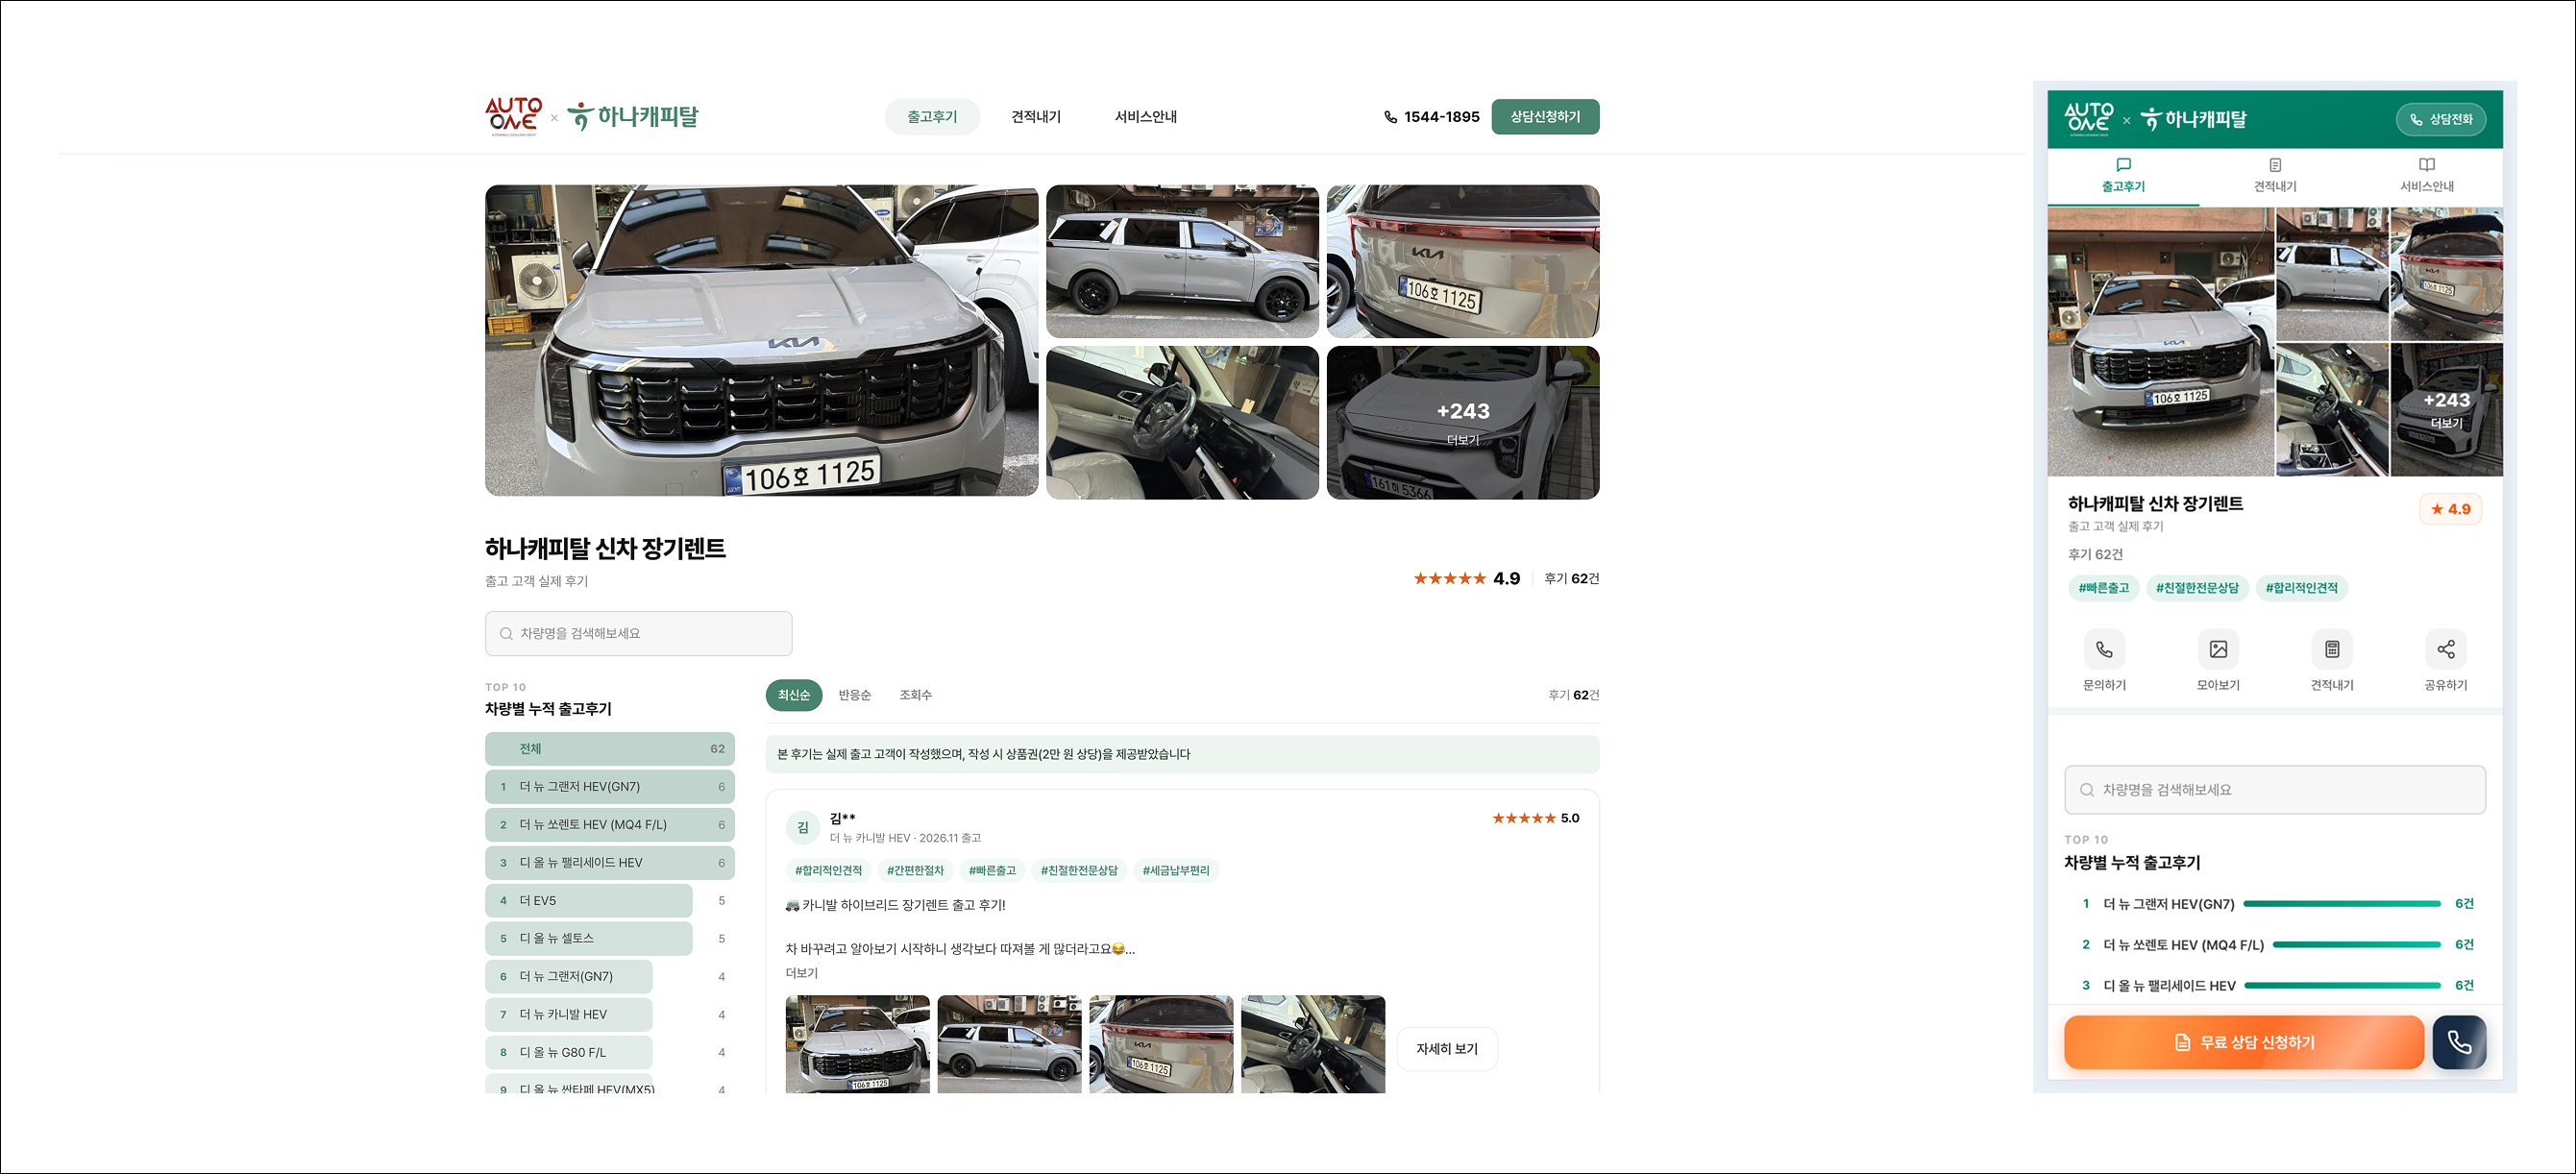 AUTO ONE × 하나캐피탈
출고후기 견적내기 서비스안내
1544-1895 상담신청하기
106호 1125
106호 1125
+243
더보기
하나캐피탈 신차 장기렌트
출고 고객 실제 후기
★★★★★ 4.9 후기 62건
차량명을 검색해보세요
TOP 10
차량별 누적 출고후기
전체 62
1 더 뉴 그랜저 HEV(GN7) 6
2 더 뉴 쏘렌토 HEV (MQ4 F/L) 6
3 디 올 뉴 팰리세이드 HEV 6
4 더 EV5 5
5 디 올 뉴 셀토스 5
6 더 뉴 그랜저(GN7) 4
7 더 뉴 카니발 HEV 4
8 디 올 뉴 G80 F/L 4
9 디 올 뉴 싼타페 HEV(MX5) 4
최신순 반응순 조회수 후기 62건
본 후기는 실제 출고 고객이 작성했으며, 작성 시 상품권(2만 원 상당)을 제공받았습니다
김 김** ★★★★★ 5.0
더 뉴 카니발 HEV · 2026.11 출고
#합리적인견적 #간편한절차 #빠른출고 #친절한전문상담 #세금납부편리
🚐 카니발 하이브리드 장기렌트 출고 후기!
차 바꾸려고 알아보기 시작하니 생각보다 따져볼 게 많더라고요😂...
더보기
자세히 보기
AUTO ONE × 하나캐피탈 상담전화
출고후기 견적내기 서비스안내
106호 1125
106호 1125
+243
더보기
하나캐피탈 신차 장기렌트 ★ 4.9
출고 고객 실제 후기
후기 62건
#빠른출고 #친절한전문상담 #합리적인견적
문의하기 모아보기 견적내기 공유하기
차량명을 검색해보세요
TOP 10
차량별 누적 출고후기
1 더 뉴 그랜저 HEV(GN7) 6건
2 더 뉴 쏘렌토 HEV (MQ4 F/L) 6건
3 디 올 뉴 팰리세이드 HEV 6건
무료 상담 신청하기